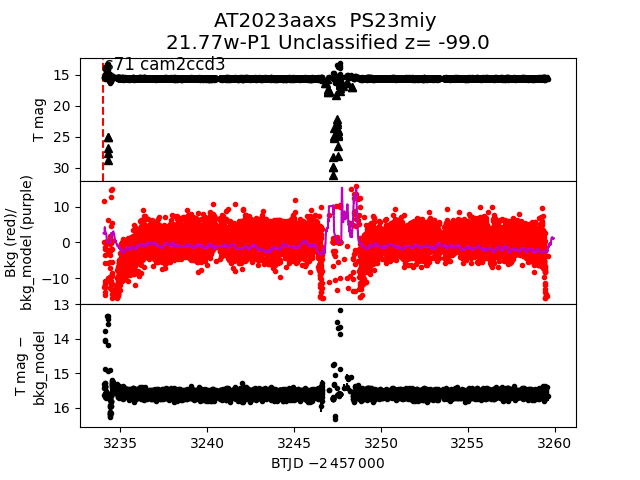 AT2023aaxs  PS23miy
21.77w-P1 Unclassified z= -99.0
s71 cam2ccd3
T mag
15
20
25
30
Bkg (red)/
bkg_model (purple)
10
0
−10
T mag −
bkg_model
13
14
15
16
3235
3240
3245
3250
3255
3260
BTJD −2 457 000